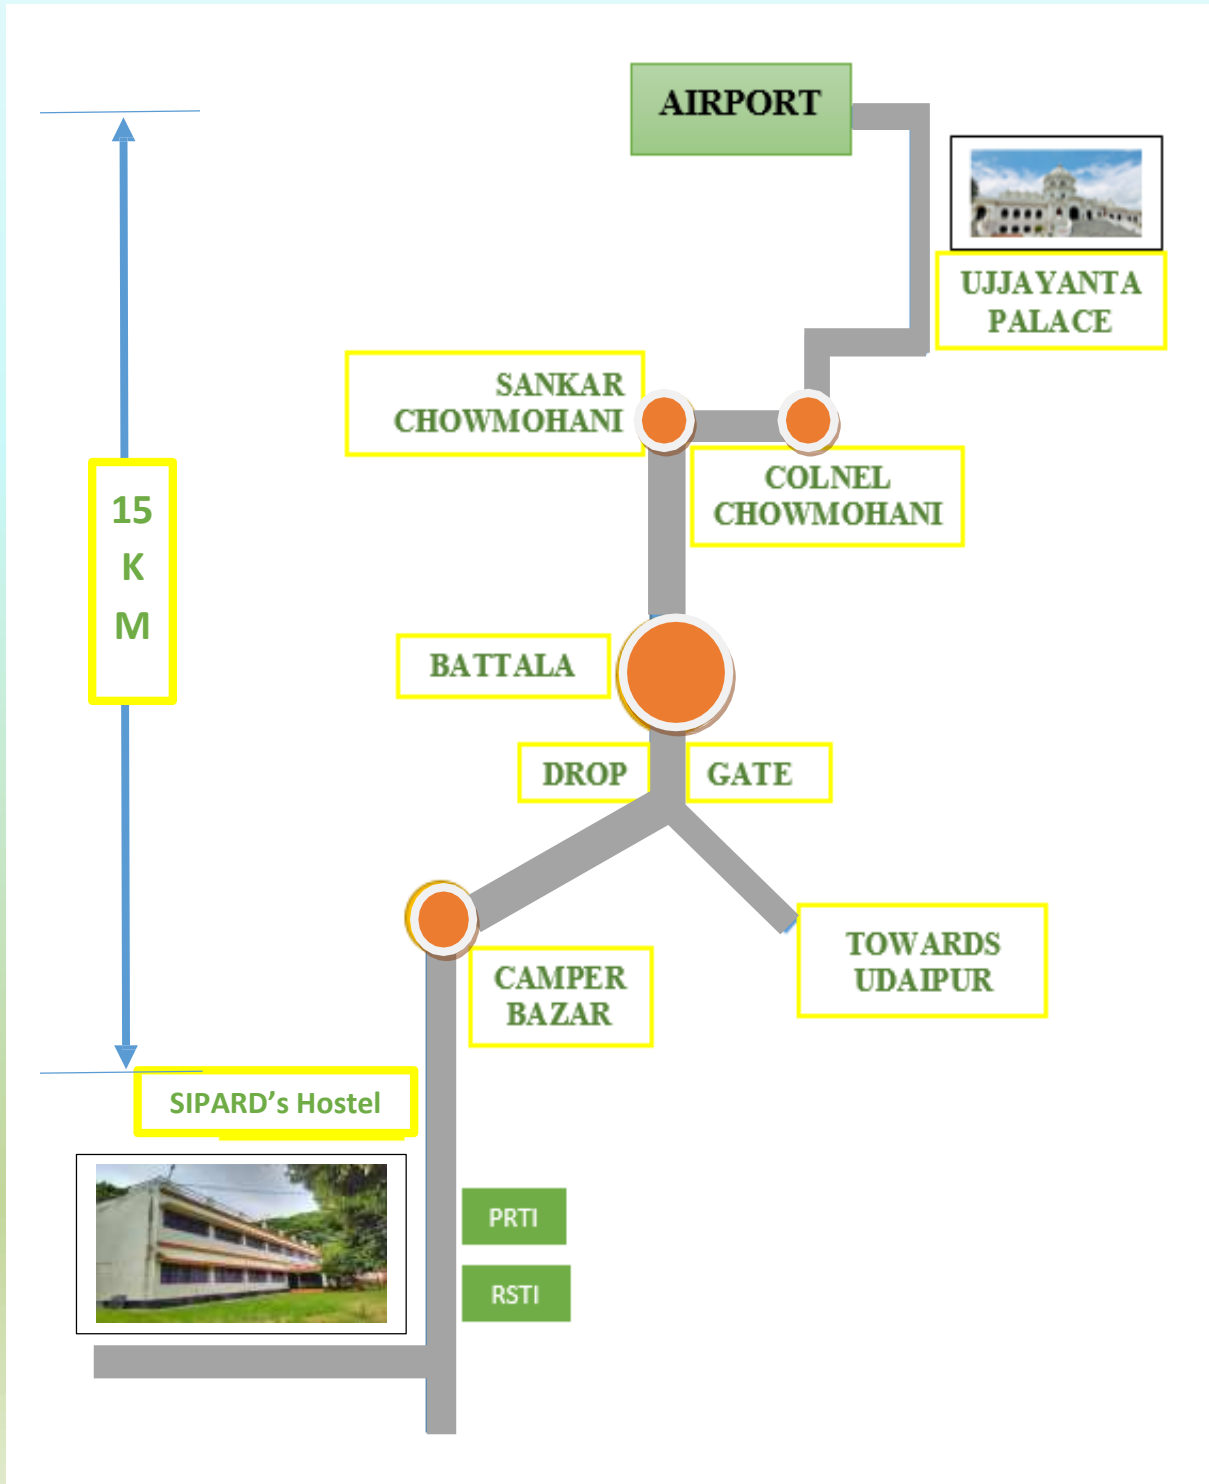 AIRPORT
UJJAYANTA
PALACE
SANKAR
CHOWMOHANI
COLNEL
CHOWMOHANI
15
K
M
BATTALA
DROP
GATE
TOWARDS
UDAIPUR
CAMPER
BAZAR
SIPARD’s Hostel
PRTI
RSTI